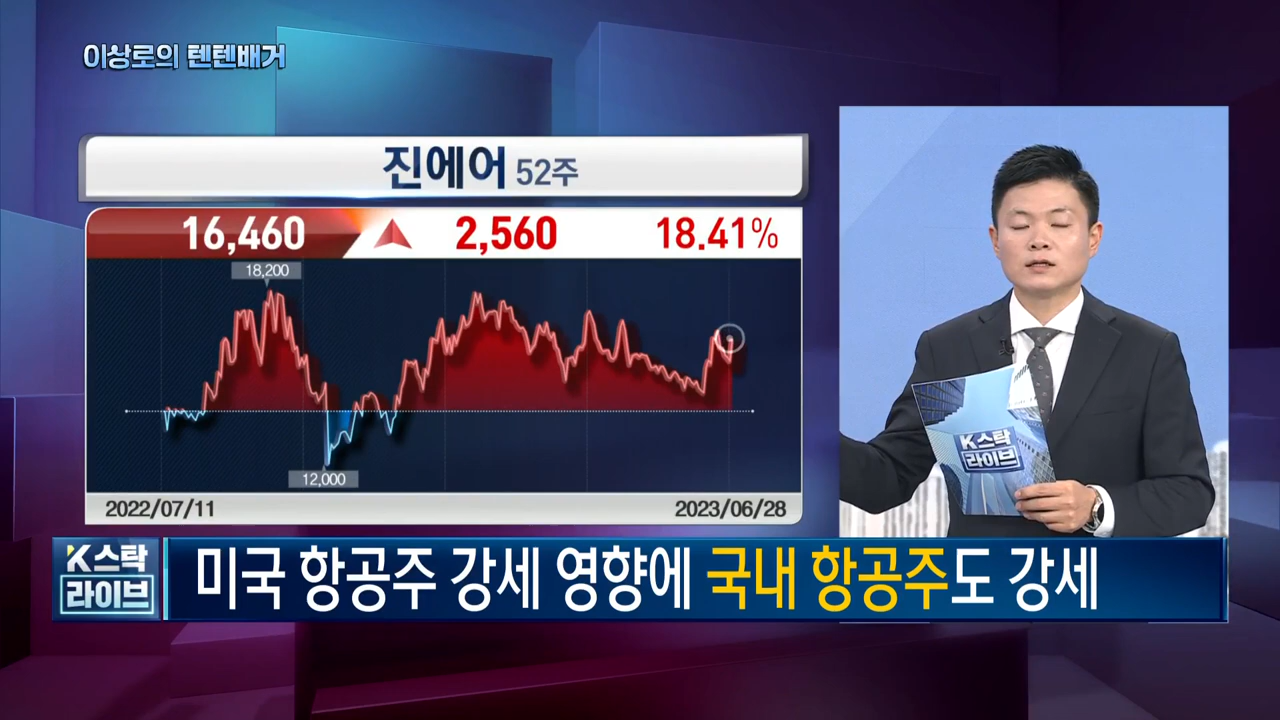 이상로의 텐텐배거
진에어 52주
16,460 ▲ 2,560 18.41%
18,200
12,000
2022/07/11 2023/06/28
K스탁
라이브
K스탁
라이브
미국 항공주 강세 영향에 국내 항공주도 강세